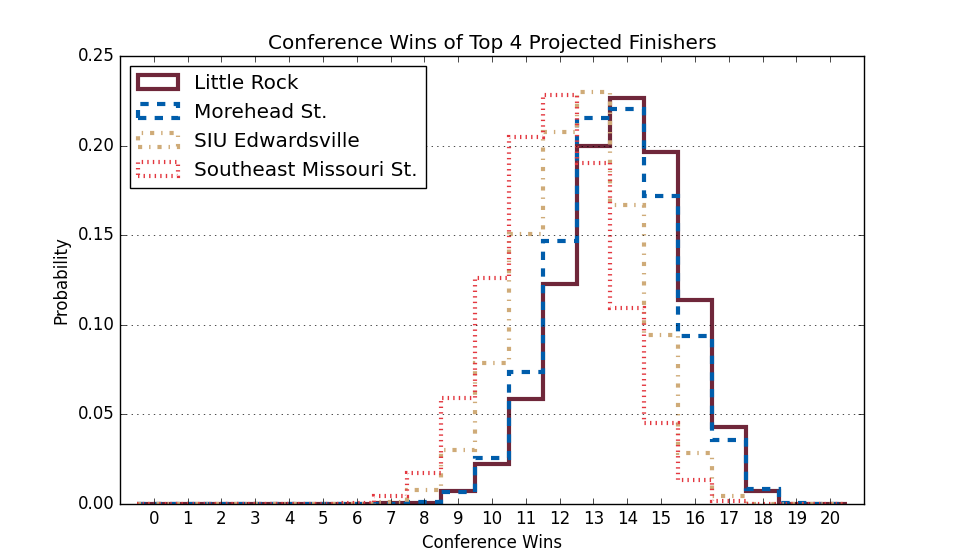 Conference Wins of Top 4 Projected Finishers
0.25
0.20
0.15
0.10
0.05
0.00
Probability
Little Rock
Morehead St.
SIU Edwardsville
Southeast Missouri St.
0 1 2 3 4 5 6 7 8 9 10 11 12 13 14 15 16 17 18 19 20
Conference Wins